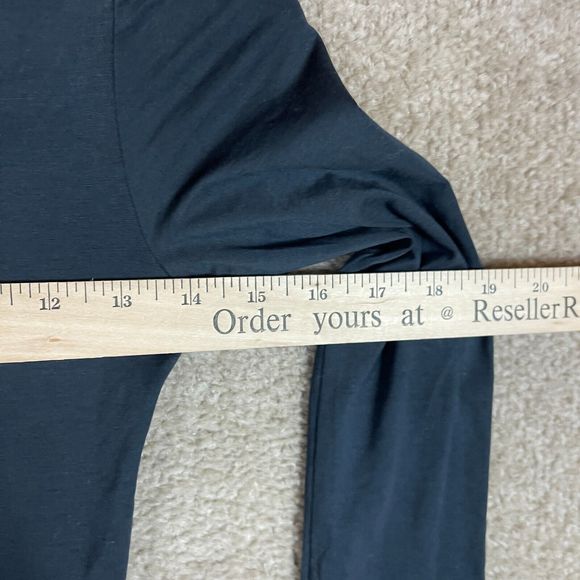 12 13 14 15 16 17 18 19 20
Order yours at @ ResellerR